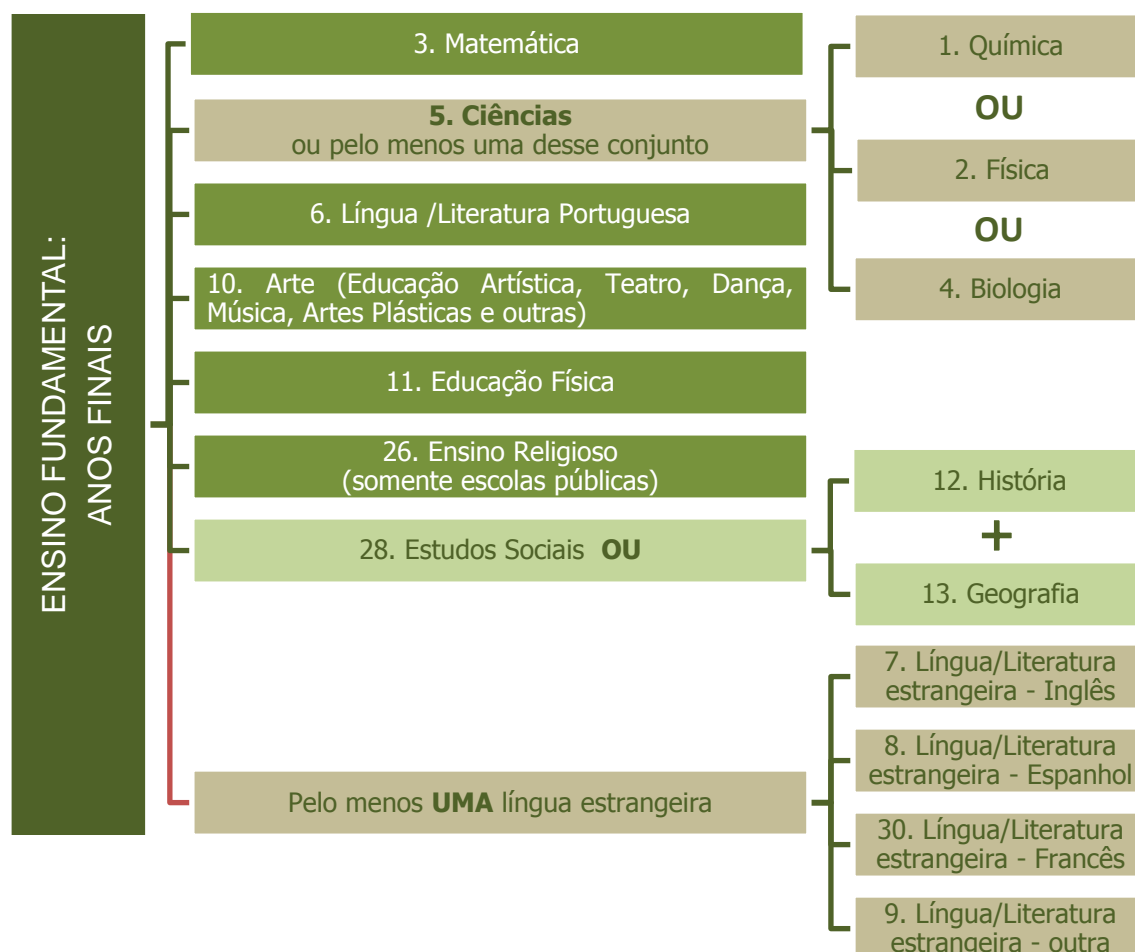 ENSINO FUNDAMENTAL:
ANOS FINAIS
3. Matemática
5. Ciências
ou pelo menos uma desse conjunto
1. Química
OU
2. Física
OU
4. Biologia
6. Língua /Literatura Portuguesa
10. Arte (Educação Artística, Teatro, Dança,
Música, Artes Plásticas e outras)
11. Educação Física
26. Ensino Religioso
(somente escolas públicas)
28. Estudos Sociais OU
12. História
+
13. Geografia
Pelo menos UMA língua estrangeira
7. Língua/Literatura
estrangeira - Inglês
8. Língua/Literatura
estrangeira - Espanhol
30. Língua/Literatura
estrangeira - Francês
9. Língua/Literatura
estrangeira - outra